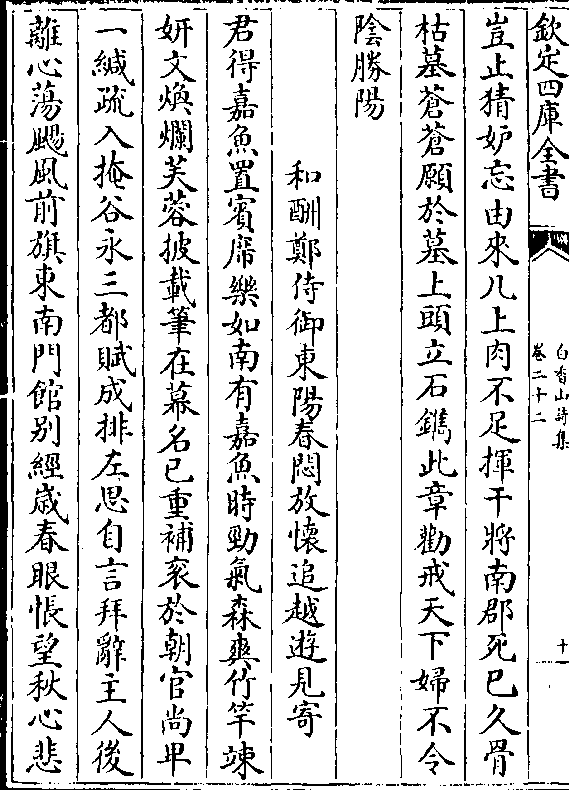 欽定四庫全書
白香山詩集
卷二十二
十
豈止猜妒忘由來几上肉不足揮干將南郡死已久骨
枯墓蒼蒼願於墓上頭立石鐫此章勸戒天下婦不令
陰勝陽
和酬鄭侍御東陽春悶放懷追越遊見寄
君得嘉魚置賓席樂如南有嘉魚時勁氣森爽竹竿竦
妍文煥爛芙蓉披載筆在幕名已重補衮於朝官尚卑
一緘疏入掩谷永三都賦成排左思自言拜辭主人後
離心蕩颺風前旗東南門館别經歲春眼悵望秋心悲